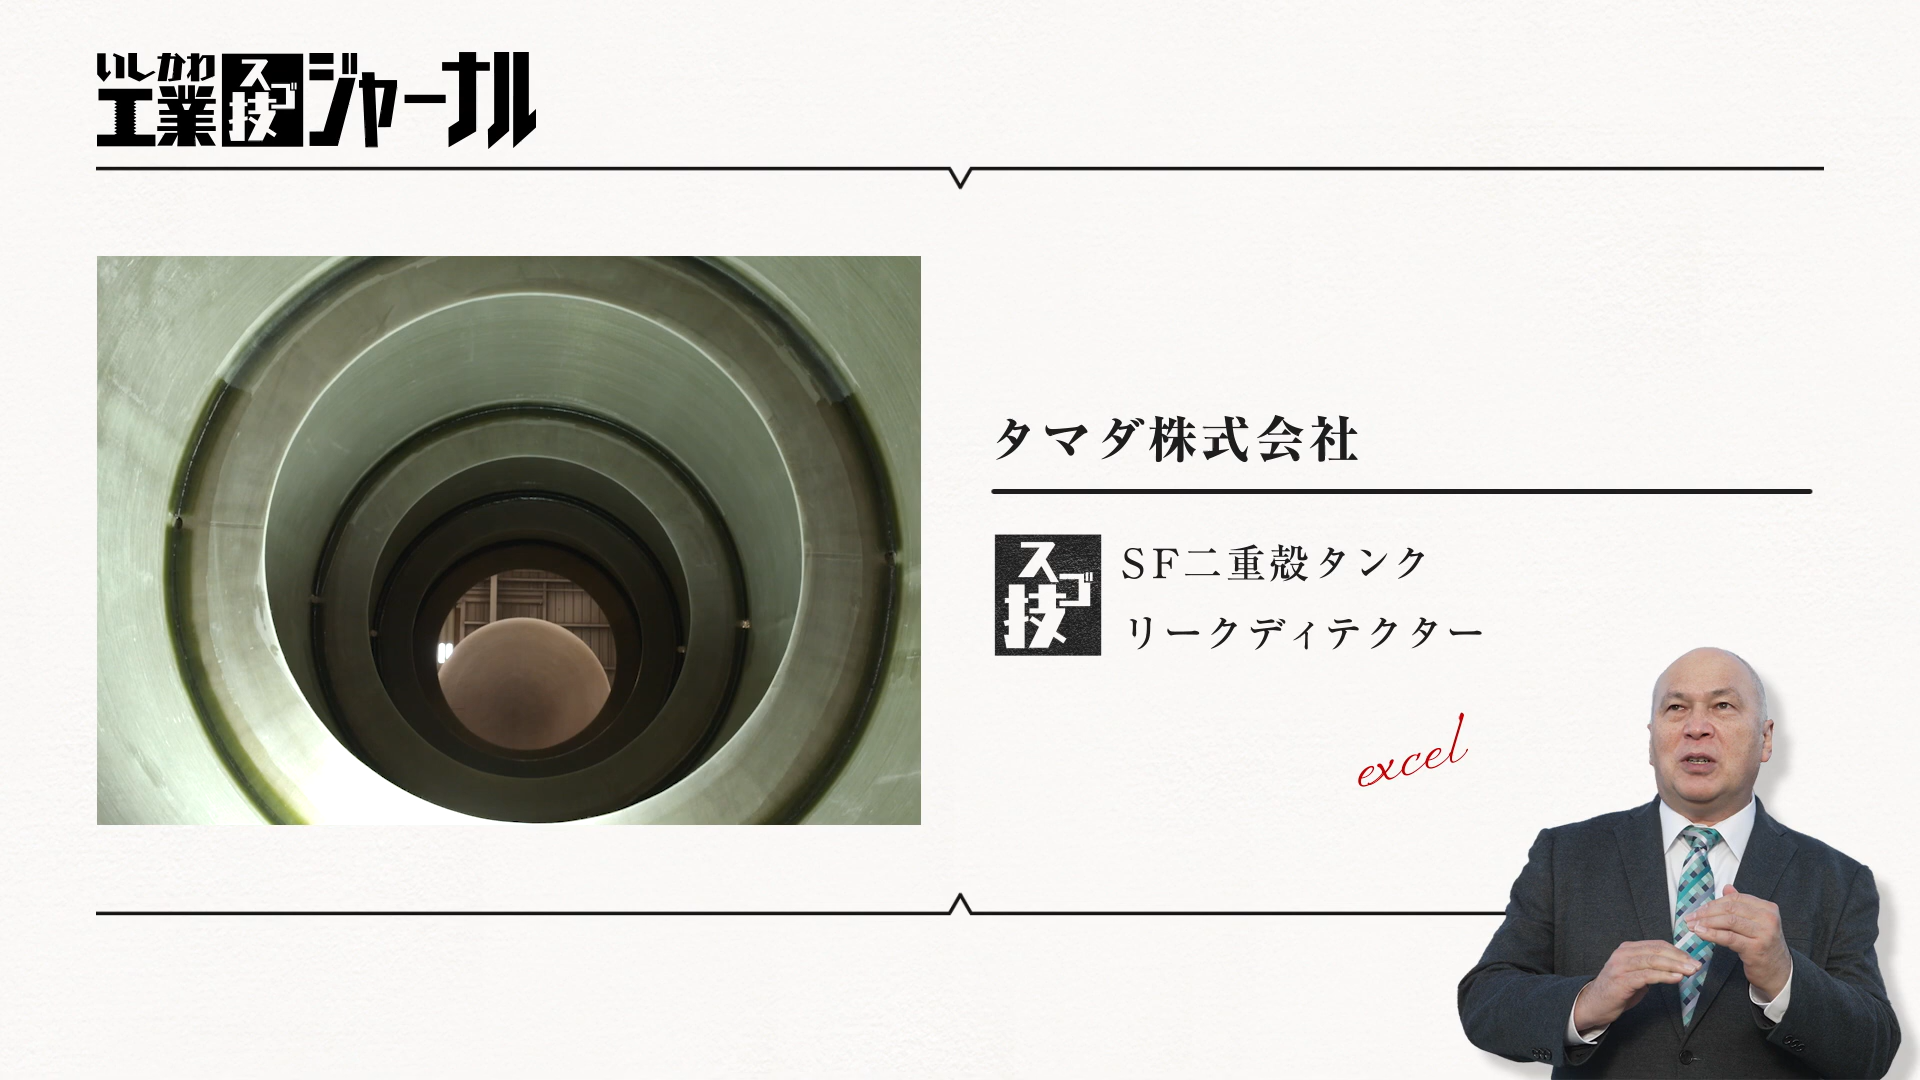 いしかわ
工業スゴ技ジャーナル
タマダ株式会社
スゴ技
SF二重殻タンク
リークディテクター
excel